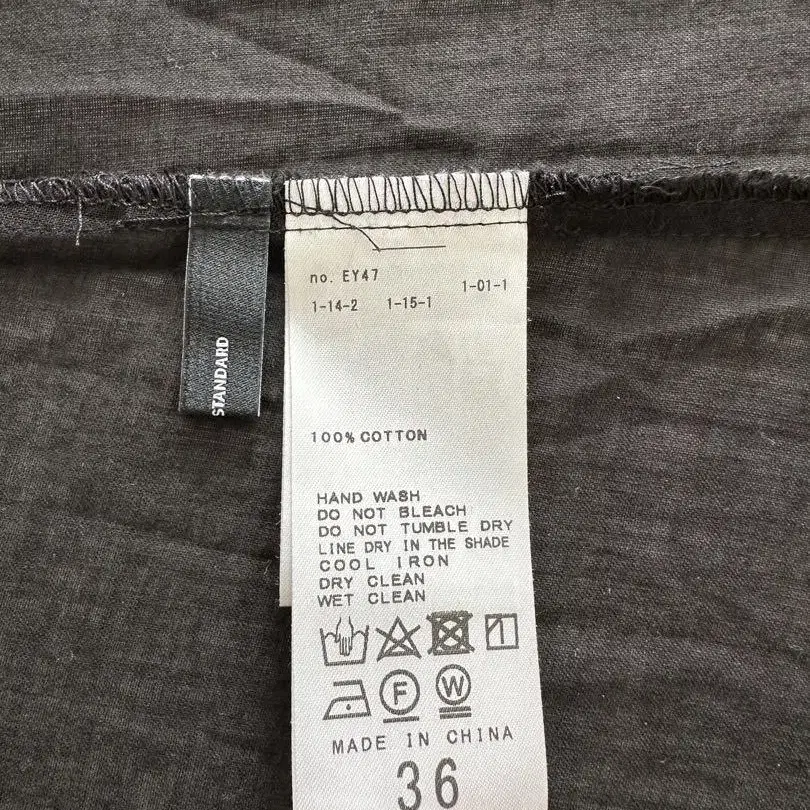 STANDARD
no. EY47
1-14-2 1-15-1 1-01-1
100% COTTON
HAND WASH
DO NOT BLEACH
DO NOT TUMBLE DRY
LINE DRY IN THE SHADE
COOL IRON
DRY CLEAN
WET CLEAN
F W
MADE IN CHINA
36